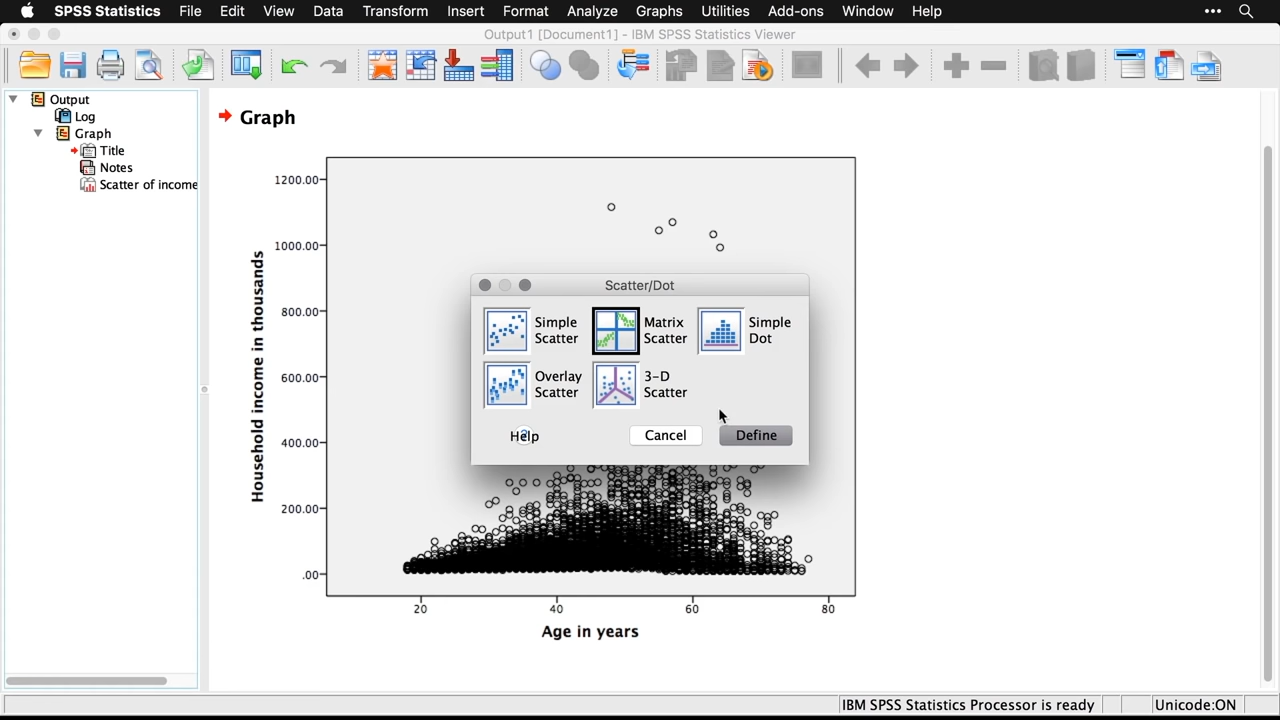 SPSS Statistics File Edit View Data Transform Insert Format Analyze Graphs Utilities Add-ons Window Help
Output1 [Document1] - IBM SPSS Statistics Viewer
Output
Log
Graph
Title
Notes
Scatter of income
Graph
1200.00
1000.00
800.00
600.00
400.00
200.00
.00
Household income in thousands
20 40 60 80
Age in years
Scatter/Dot
Simple
Scatter
Matrix
Scatter
Simple
Dot
Overlay
Scatter
3-D
Scatter
Help Cancel Define
IBM SPSS Statistics Processor is ready Unicode:ON